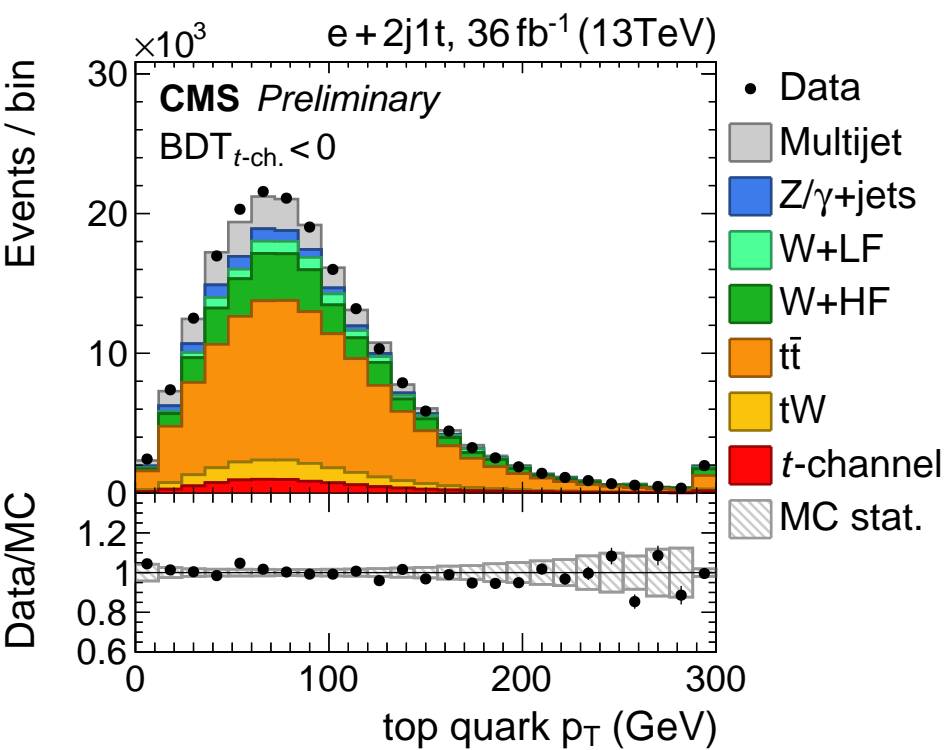 e + 2j1t, 36 fb⁻¹ (13TeV)
×10³
CMS Preliminary
BDT_t-ch. < 0
Events / bin
30
20
10
0
Data
Multijet
Z/γ+jets
W+LF
W+HF
tt̄
tW
t-channel
MC stat.
Data/MC
1.2
1
0.8
0.6
0 100 200 300
top quark p_T (GeV)